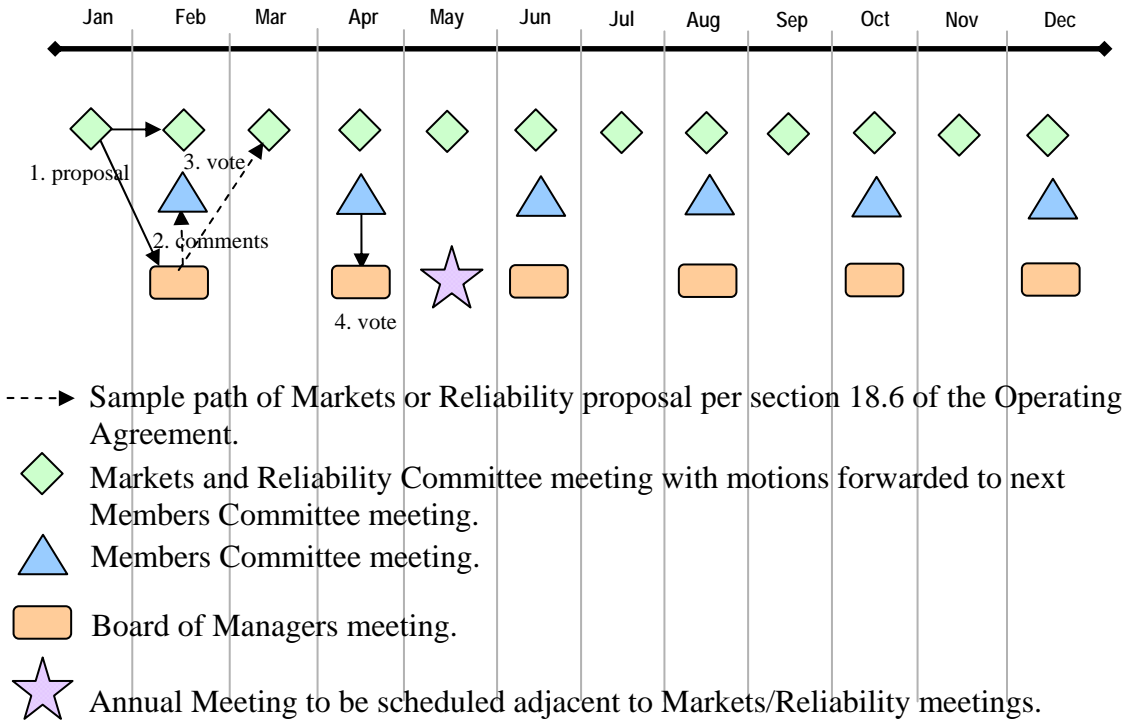 Jan Feb Mar Apr May Jun Jul Aug Sep Oct Nov Dec
3. vote
1. proposal
2. comments
4. vote
Sample path of Markets or Reliability proposal per section 18.6 of the Operating
Agreement.
Markets and Reliability Committee meeting with motions forwarded to next
Members Committee meeting.
Members Committee meeting.
Board of Managers meeting.
Annual Meeting to be scheduled adjacent to Markets/Reliability meetings.